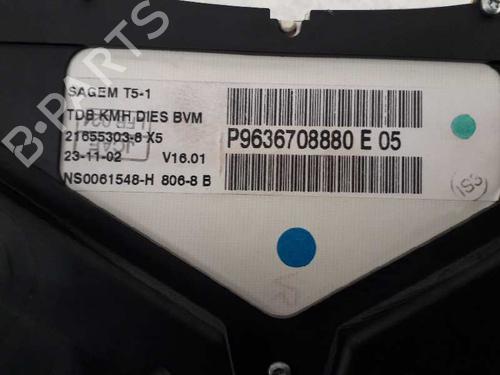 SAGEM T5-1
TDB KMH DIES BVM
21655303-6 X5
23-11-02 V16.01
NS0061548-H 806-8 B
P9636708880 E 05
ISS
B-PARTS